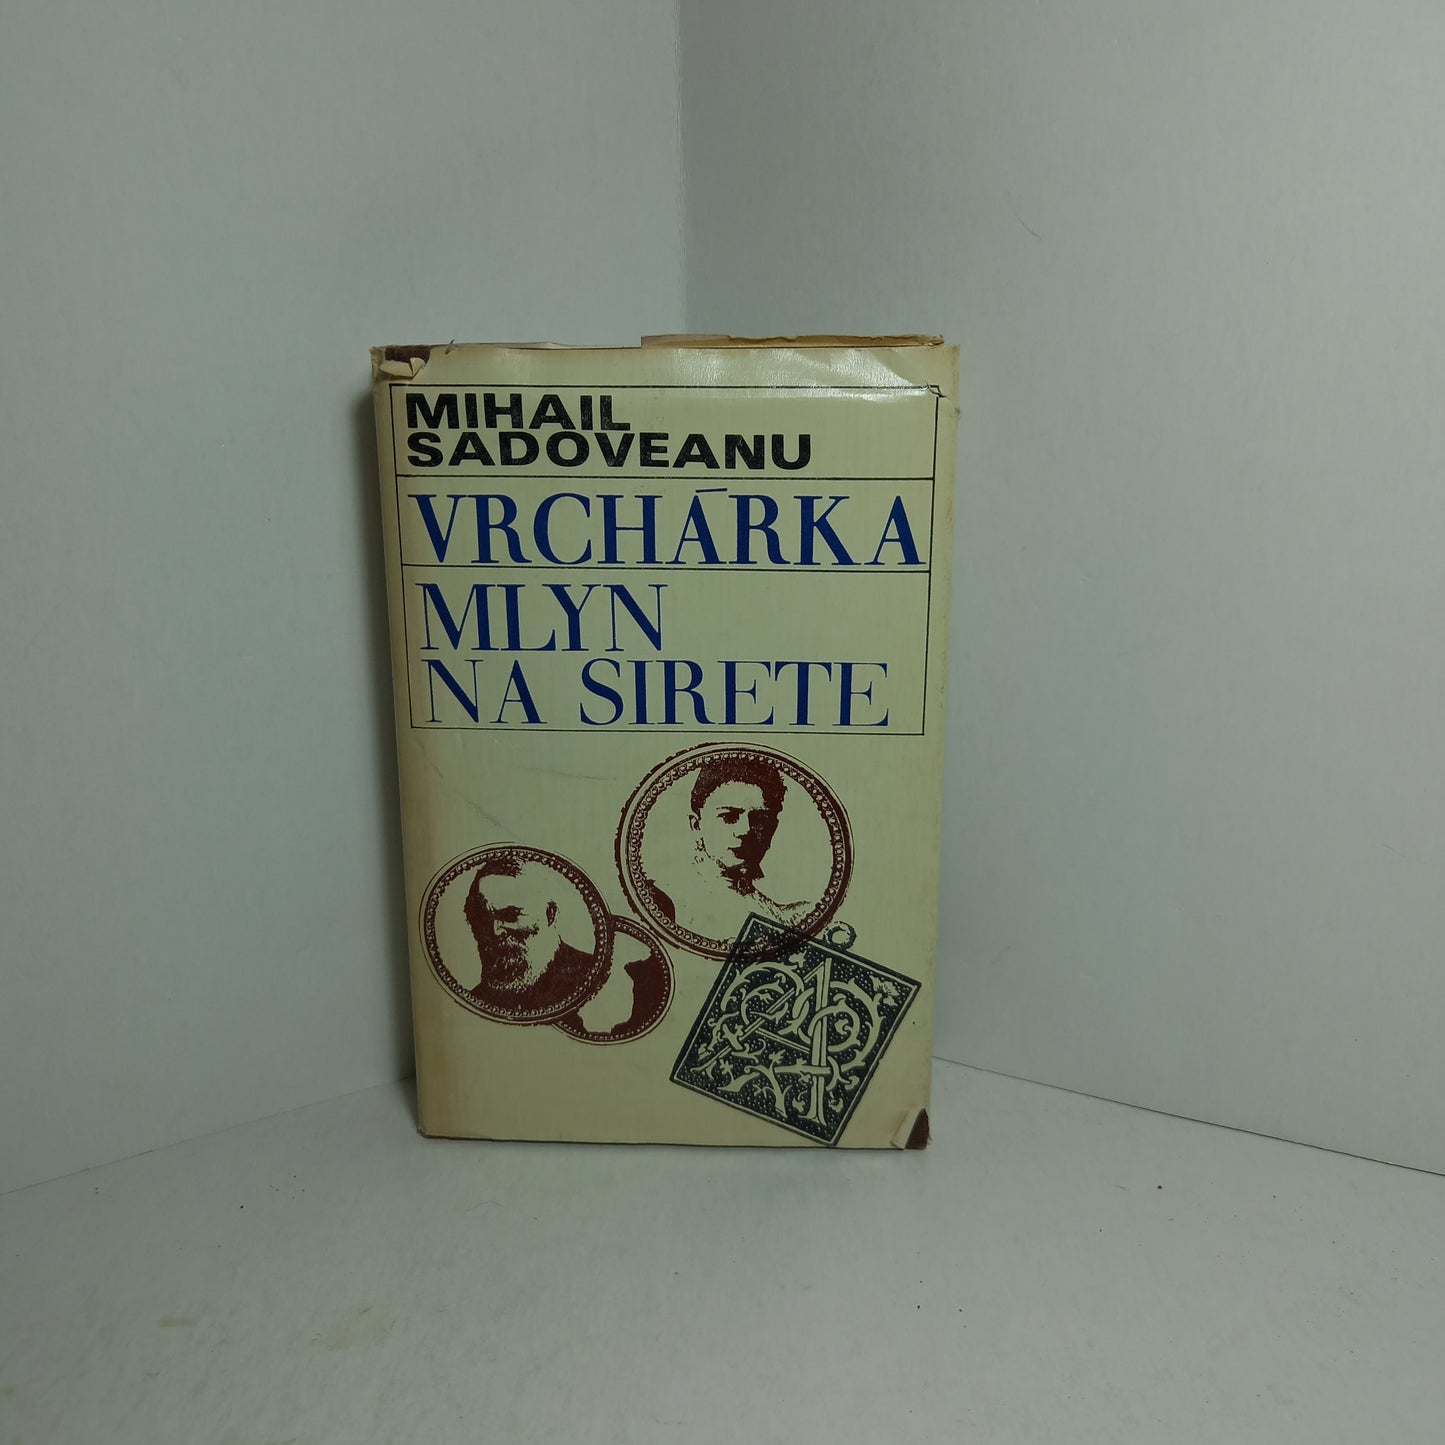 MIHAIL
SADOVEANU
VRCHÁRKA
MLYN
NA SIRETE